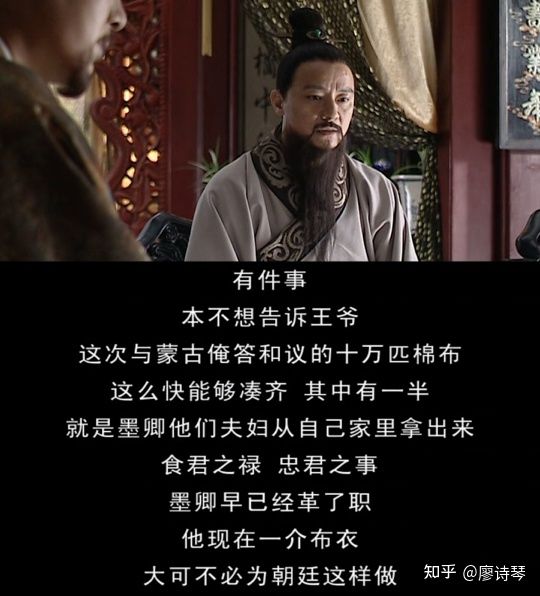 有件事
本不想告诉王爷
这次与蒙古俺答和议的十万匹棉布
这么快能够凑齐 其中有一半
就是墨卿他们夫妇从自己家里拿出来
食君之禄 忠君之事
墨卿早已经革了职
他现在一介布衣
大可不必为朝廷这样做
知乎 @廖诗琴